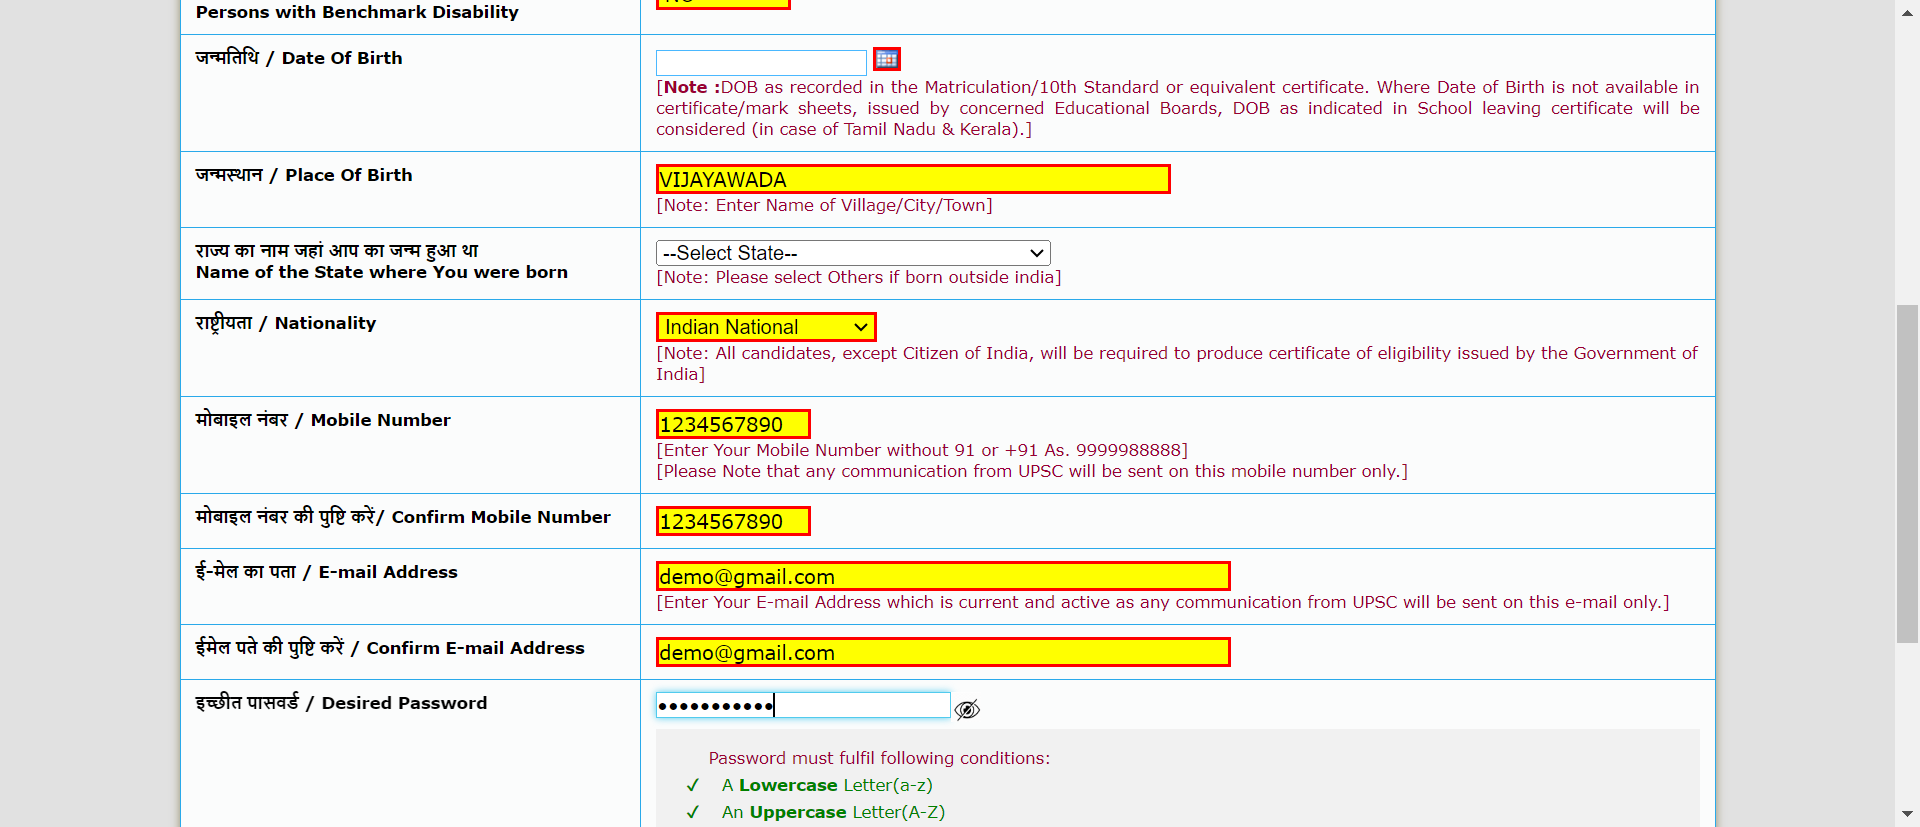 Persons with Benchmark Disability
जन्मतिथि / Date Of Birth
[Note :DOB as recorded in the Matriculation/10th Standard or equivalent certificate. Where Date of Birth is not available in
certificate/mark sheets, issued by concerned Educational Boards, DOB as indicated in School leaving certificate will be
considered (in case of Tamil Nadu & Kerala).]
जन्मस्थान / Place Of Birth
VIJAYAWADA
[Note: Enter Name of Village/City/Town]
राज्य का नाम जहां आप का जन्म हुआ था
Name of the State where You were born
--Select State--
[Note: Please select Others if born outside india]
राष्ट्रीयता / Nationality
Indian National
[Note: All candidates, except Citizen of India, will be required to produce certificate of eligibility issued by the Government of
India]
मोबाइल नंबर / Mobile Number
1234567890
[Enter Your Mobile Number without 91 or +91 As. 9999988888]
[Please Note that any communication from UPSC will be sent on this mobile number only.]
मोबाइल नंबर की पुष्टि करें/ Confirm Mobile Number
1234567890
ई-मेल का पता / E-mail Address
demo@gmail.com
[Enter Your E-mail Address which is current and active as any communication from UPSC will be sent on this e-mail only.]
ईमेल पते की पुष्टि करें / Confirm E-mail Address
demo@gmail.com
इच्छीत पासवर्ड / Desired Password
•••••••••••
Password must fulfil following conditions:
✓ A Lowercase Letter(a-z)
✓ An Uppercase Letter(A-Z)